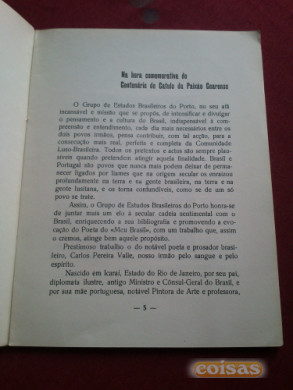 Na hora comemorativa do
Centenário de Catulo da Paixão Cearense
O Grupo de Estudos Brasileiros do Porto, no seu elã
incansável e missão que se propôs, de intensificar e divulgar
o pensamento e a cultura do Brasil, indispensável à com-
preensão e entendimento, cada dia mais necessários entre os
dois povos irmãos, pensa contribuir, com tal acção, para a
conservação mais real, perfeita e completa da Comunidade
Luso-Brasileira. Todos os pretextos e actos são sempre plau-
síveis quando pretendem atingir aquela finalidade. Brasil e
Portugal são povos que nunca mais podem deixar de perma-
necer ligados por liames que na origem secular os enraizou
profundamente na terra e na gente brasileira, na terra e na
gente lusitana, e os torna confundíveis, como se de um só
povo se trate.
Assim, o Grupo de Estudos Brasileiros do Porto honra-se
de juntar mais um elo à secular cadeia sentimental com o
Brasil, enriquecendo a sua bibliografia e promovendo a evo-
cação do Poeta do «Meu Brasil», com um trabalho que, assim
o cremos, atinge bem aquele propósito.
Prestimoso trabalho o do notável poeta e prosador brasi-
leiro, Carlos Pereira Valle, nosso irmão pelo sangue e pelo
espírito.
Nascido em Icaraí, Estado do Rio de Janeiro, por seu pai,
diplomata ilustre, antigo Ministro e Cônsul-Geral do Brasil, e
por sua mãe portuguesa, notável Pintora de Arte e professora,
— 5 —
coisas